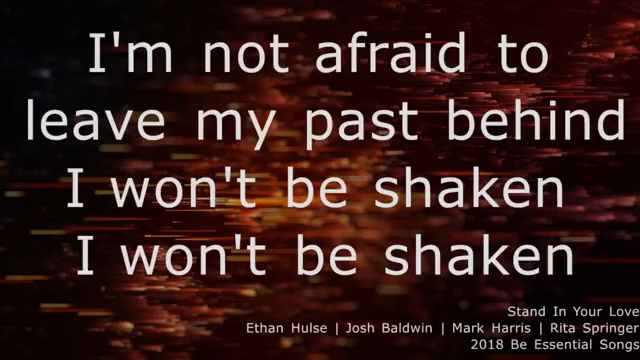 I'm not afraid to
leave my past behind
I won't be shaken
I won't be shaken
Stand In Your Love
Ethan Hulse | Josh Baldwin | Mark Harris | Rita Springer
2018 Be Essential Songs